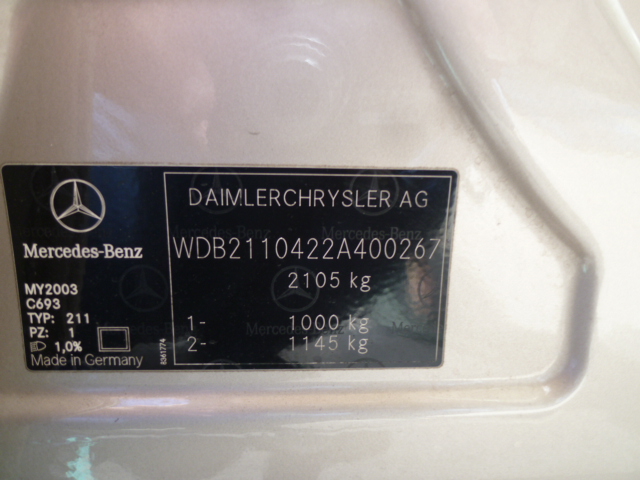 Mercedes-Benz
MY2003
C693
TYP: 211
PZ: 1
1,0%
Made in Germany
8361774
DAIMLERCHRYSLER AG
WDB2110422A400267
2105 kg
1- 1000 kg
2- 1145 kg